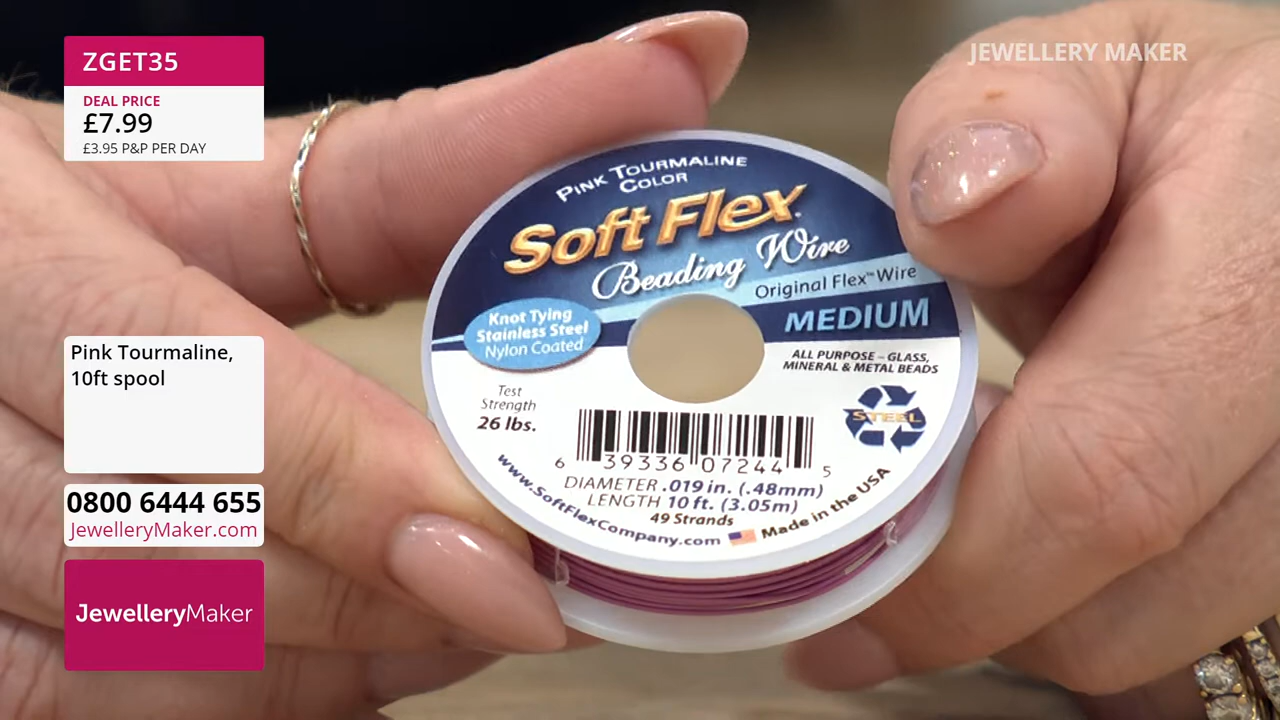 ZGET35
DEAL PRICE
£7.99
£3.95 P&P PER DAY
JEWELLERY MAKER
Pink Tourmaline,
10ft spool
0800 6444 655
JewelleryMaker.com
JewelleryMaker
PINK TOURMALINE
COLOR
Soft Flex
Beading Wire
Original Flex™ Wire
MEDIUM
Knot Tying
Stainless Steel
Nylon Coated
ALL PURPOSE – GLASS,
MINERAL & METAL BEADS
Test
Strength
26 lbs.
STEEL
6 39336 07244 5
DIAMETER .019 in. (.48mm)
LENGTH 10 ft. (3.05m)
49 Strands
www.SoftFlexCompany.com
Made in the USA